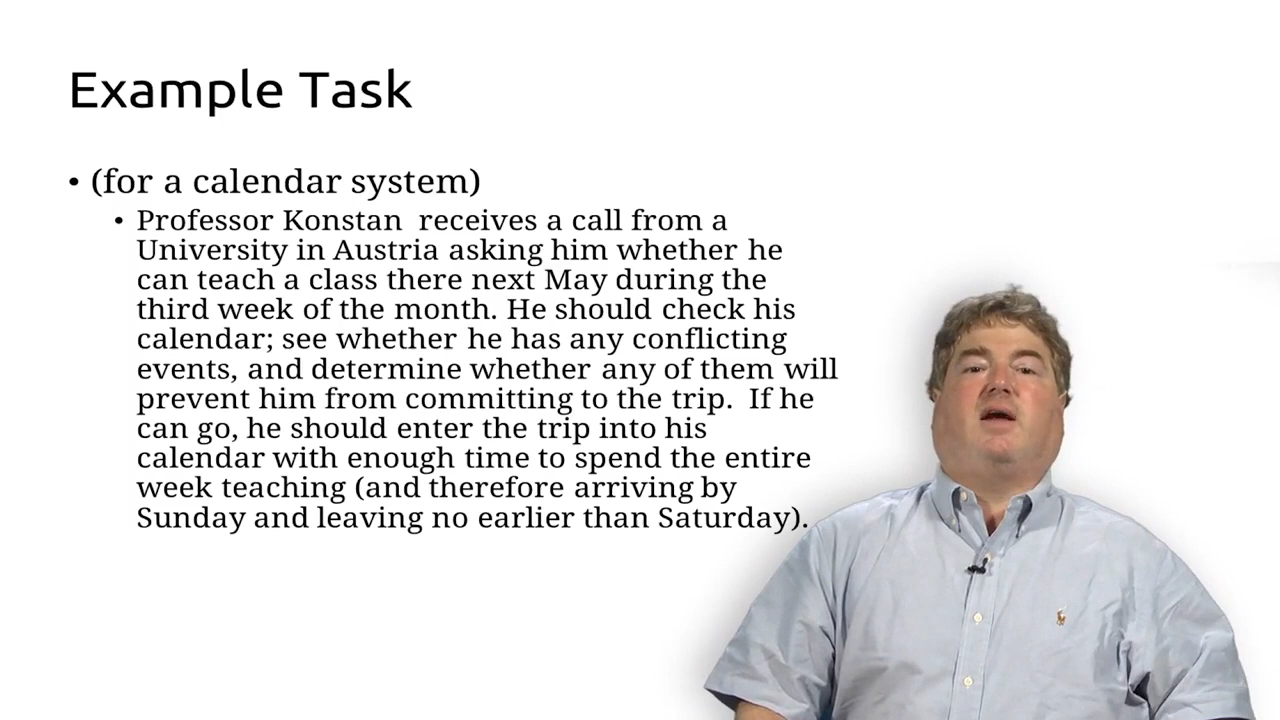 Example Task
• (for a calendar system)
• Professor Konstan receives a call from a
University in Austria asking him whether he
can teach a class there next May during the
third week of the month. He should check his
calendar; see whether he has any conflicting
events, and determine whether any of them will
prevent him from committing to the trip. If he
can go, he should enter the trip into his
calendar with enough time to spend the entire
week teaching (and therefore arriving by
Sunday and leaving no earlier than Saturday).